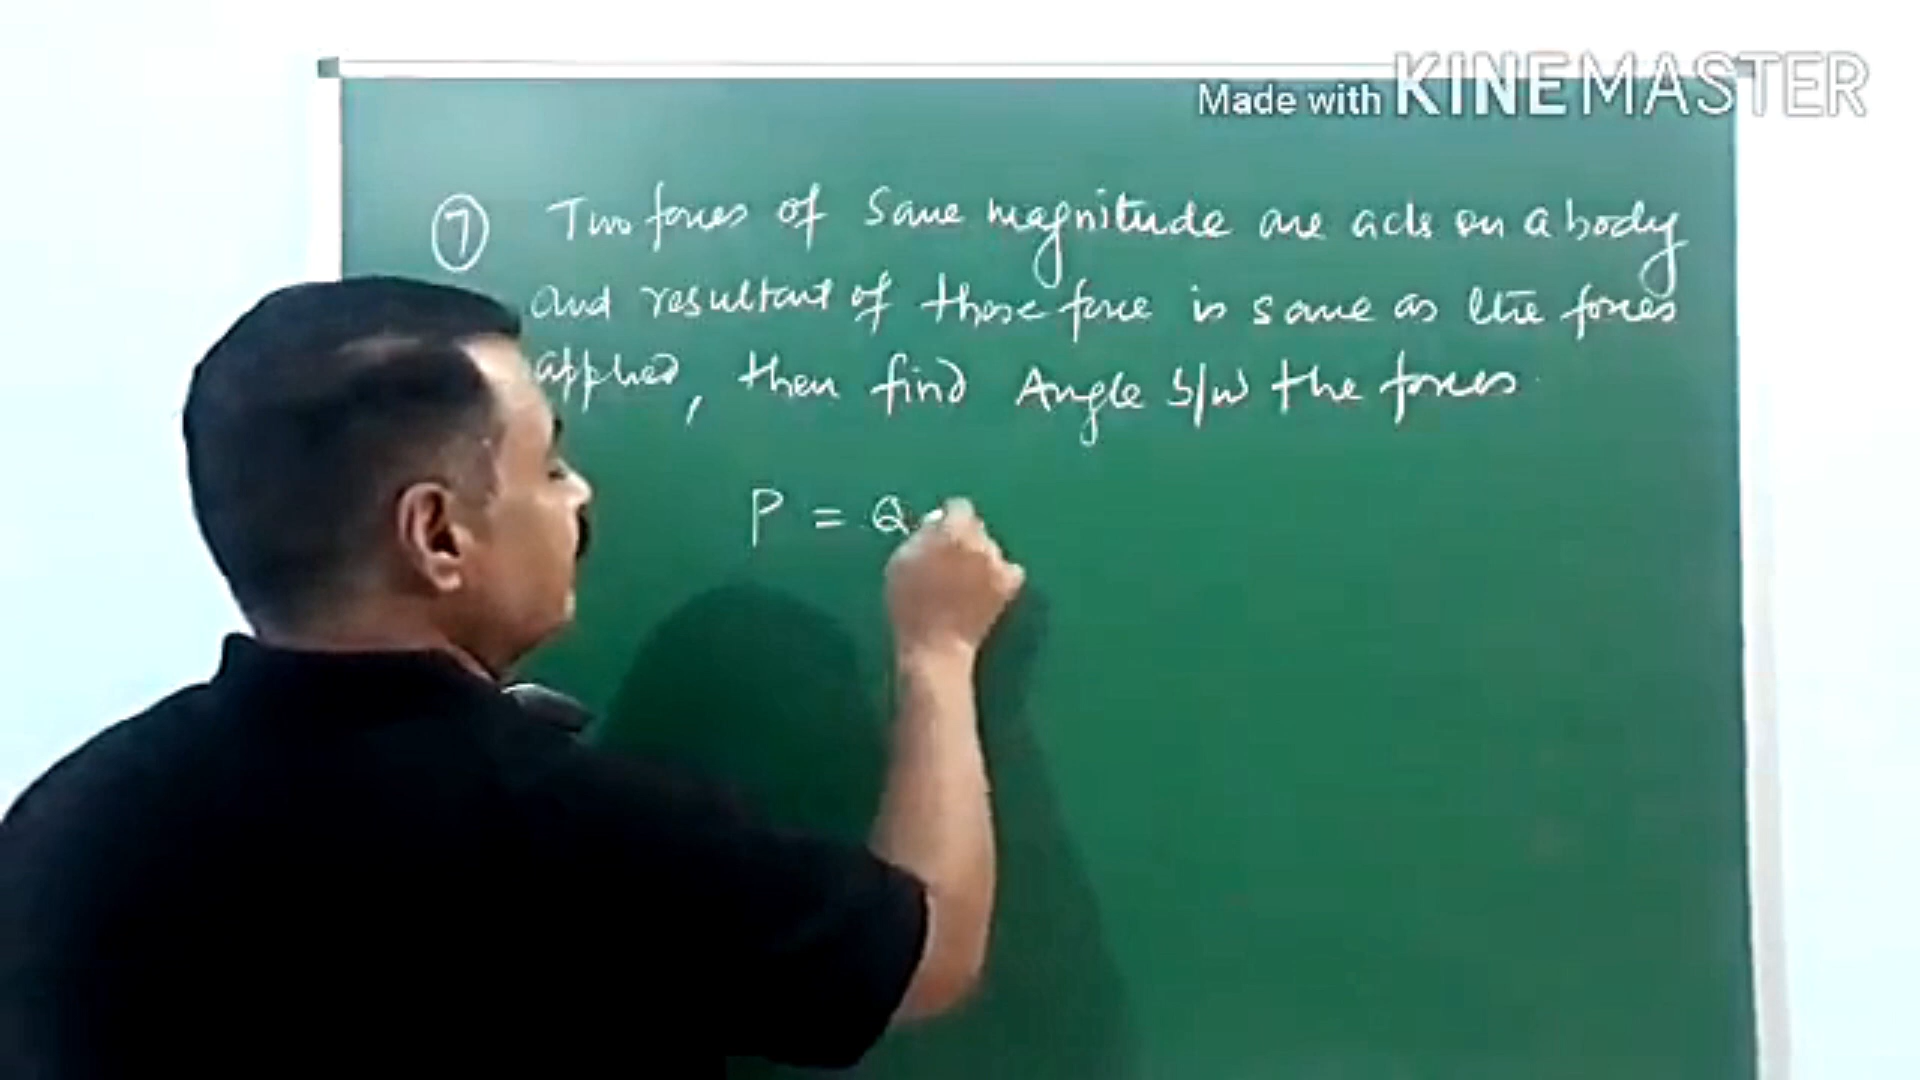 Made with KINEMASTER
7 Two forces of Same magnitude are acts on a body
and resultant of these force is same as the forces
applied, then find Angle b/w the forces.
P = Q